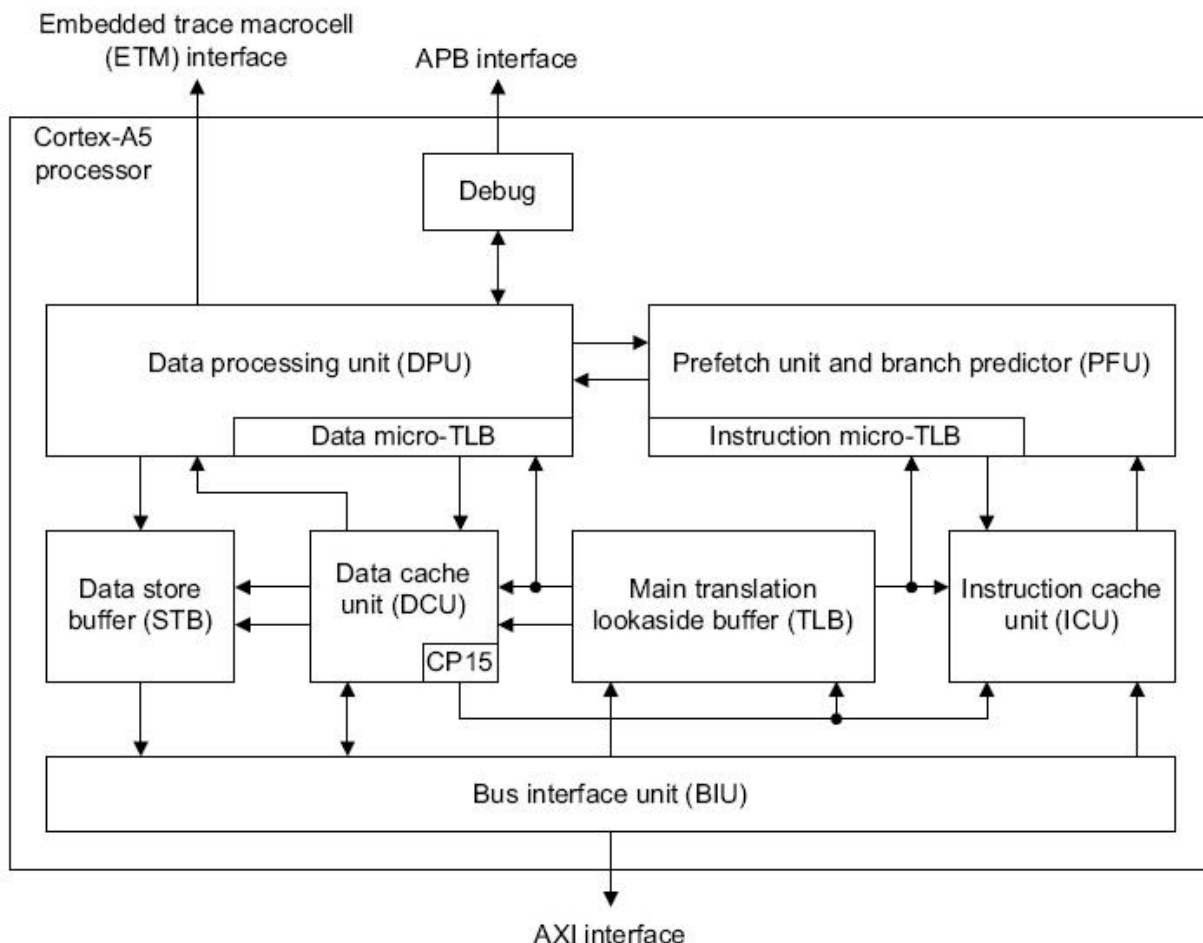 Embedded trace macrocell
(ETM) interface
APB interface
Cortex-A5
processor
Debug
Data processing unit (DPU)
Prefetch unit and branch predictor (PFU)
Data micro-TLB
Instruction micro-TLB
Data store
buffer (STB)
Data cache
unit (DCU)
CP15
Main translation
lookaside buffer (TLB)
Instruction cache
unit (ICU)
Bus interface unit (BIU)
AXI interface